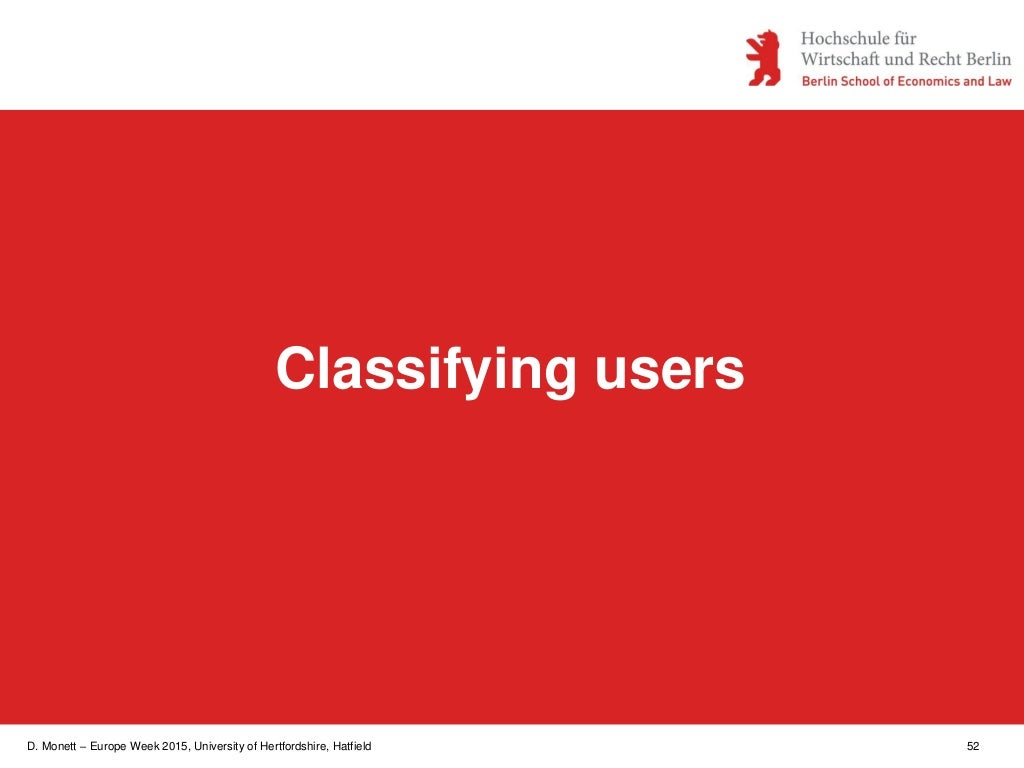 Hochschule für
Wirtschaft und Recht Berlin
Berlin School of Economics and Law
Classifying users
D. Monett – Europe Week 2015, University of Hertfordshire, Hatfield
52